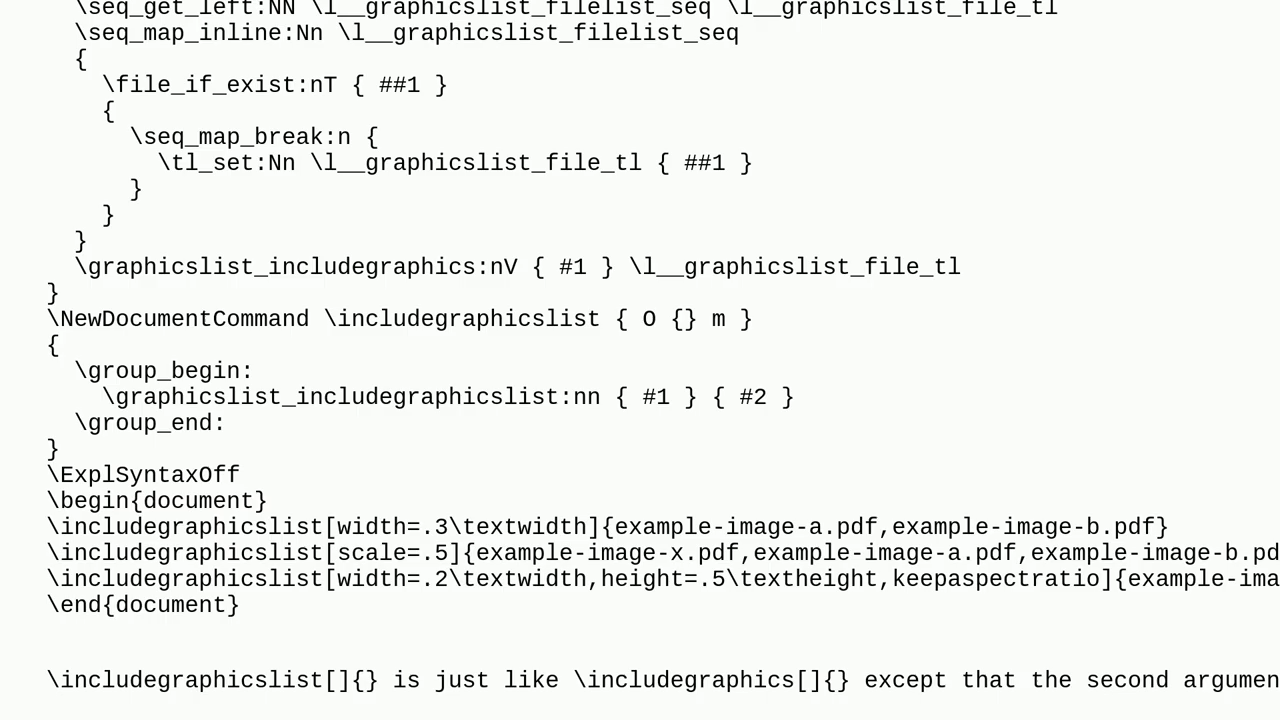 \seq_get_left:NN \l__graphicslist_filelist_seq \l__graphicslist_file_tl
\seq_map_inline:Nn \l__graphicslist_filelist_seq
{
\file_if_exist:nT { ##1 }
{
\seq_map_break:n {
\tl_set:Nn \l__graphicslist_file_tl { ##1 }
}
}
}
\graphicslist_includegraphics:nV { #1 } \l__graphicslist_file_tl
}
\NewDocumentCommand \includegraphicslist { O {} m }
{
\group_begin:
\graphicslist_includegraphicslist:nn { #1 } { #2 }
\group_end:
}
\ExplSyntaxOff
\begin{document}
\includegraphicslist[width=.3\textwidth]{example-image-a.pdf,example-image-b.pdf}
\includegraphicslist[scale=.5]{example-image-x.pdf,example-image-a.pdf,example-image-b.pd
\includegraphicslist[width=.2\textwidth,height=.5\textheight,keepaspectratio]{example-ima
\end{document}
\includegraphicslist[]{} is just like \includegraphics[]{} except that the second argumen